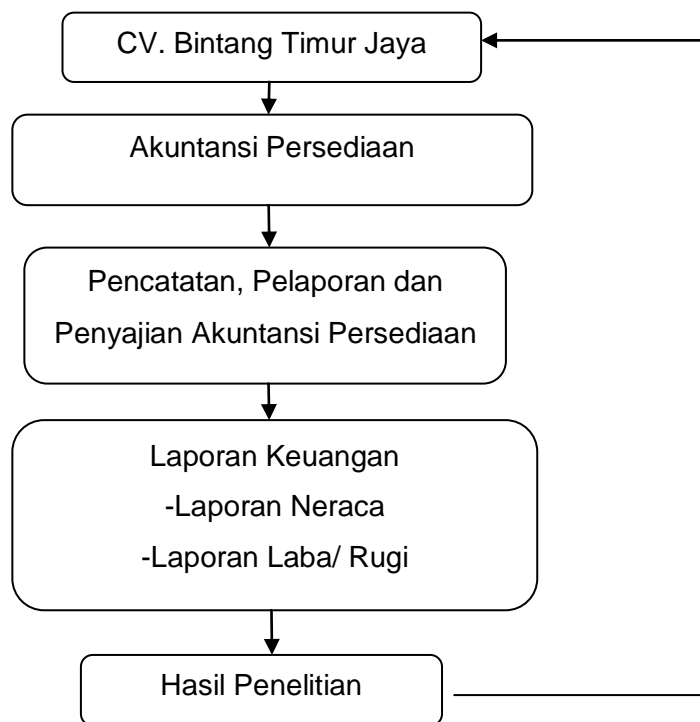 CV. Bintang Timur Jaya
Akuntansi Persediaan
Pencatatan, Pelaporan dan
Penyajian Akuntansi Persediaan
Laporan Keuangan
-Laporan Neraca
-Laporan Laba/ Rugi
Hasil Penelitian